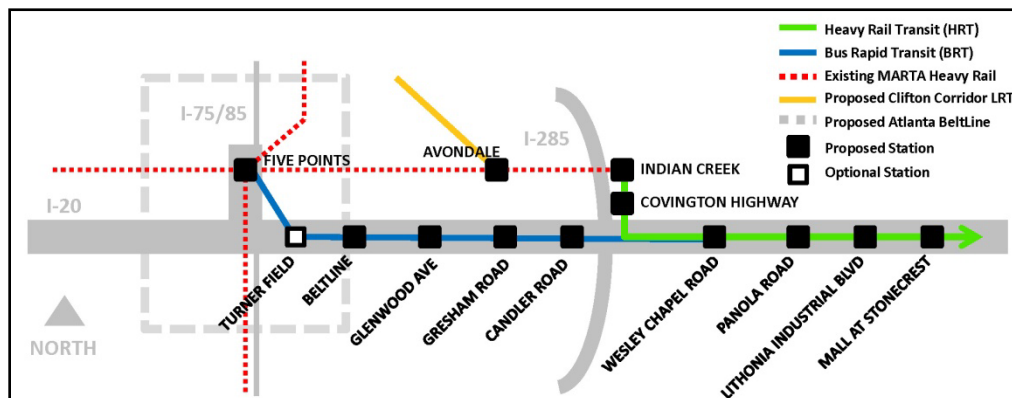 Heavy Rail Transit (HRT)
Bus Rapid Transit (BRT)
Existing MARTA Heavy Rail
Proposed Clifton Corridor LRT
Proposed Atlanta BeltLine
Proposed Station
Optional Station
I-75/85
I-285
AVONDALE
FIVE POINTS
INDIAN CREEK
COVINGTON HIGHWAY
I-20
TURNER FIELD
BELTLINE
GLENWOOD AVE
GRESHAM ROAD
CANDLER ROAD
WESLEY CHAPEL ROAD
PANOLA ROAD
LITHONIA INDUSTRIAL BLVD
MALL AT STONECREST
NORTH